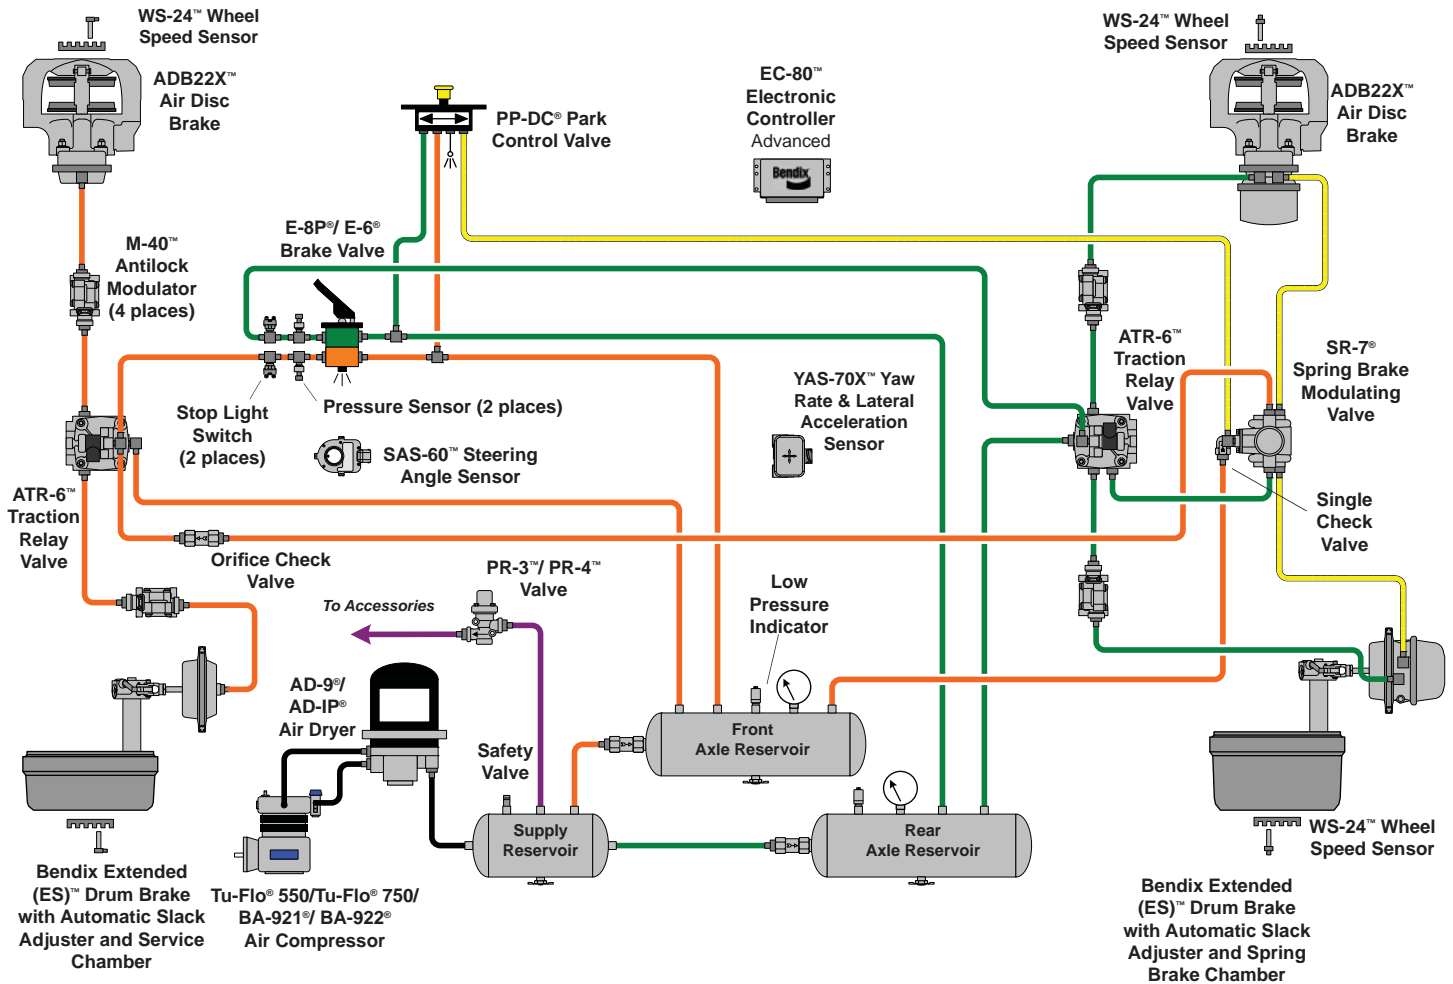 WS-24™ Wheel
Speed Sensor
ADB22X™
Air Disc
Brake
PP-DC® Park
Control Valve
EC-80™
Electronic
Controller
Advanced
Bendix
WS-24™ Wheel
Speed Sensor
ADB22X™
Air Disc
Brake
M-40™
Antilock
Modulator
(4 places)
E-8P®/ E-6®
Brake Valve
Stop Light
Switch
(2 places)
Pressure Sensor (2 places)
SAS-60™ Steering
Angle Sensor
YAS-70X™ Yaw
Rate & Lateral
Acceleration
Sensor
ATR-6™
Traction
Relay
Valve
SR-7®
Spring Brake
Modulating
Valve
Single
Check
Valve
ATR-6™
Traction
Relay
Valve
Orifice Check
Valve
To Accessories
PR-3™/ PR-4™
Valve
Low
Pressure
Indicator
AD-9®/
AD-IP®
Air Dryer
Safety
Valve
Front
Axle Reservoir
Supply
Reservoir
Rear
Axle Reservoir
Tu-Flo® 550/Tu-Flo® 750/
BA-921®/ BA-922®
Air Compressor
Bendix Extended
(ES)™ Drum Brake
with Automatic Slack
Adjuster and Service
Chamber
WS-24™ Wheel
Speed Sensor
Bendix Extended
(ES)™ Drum Brake
with Automatic Slack
Adjuster and Spring
Brake Chamber